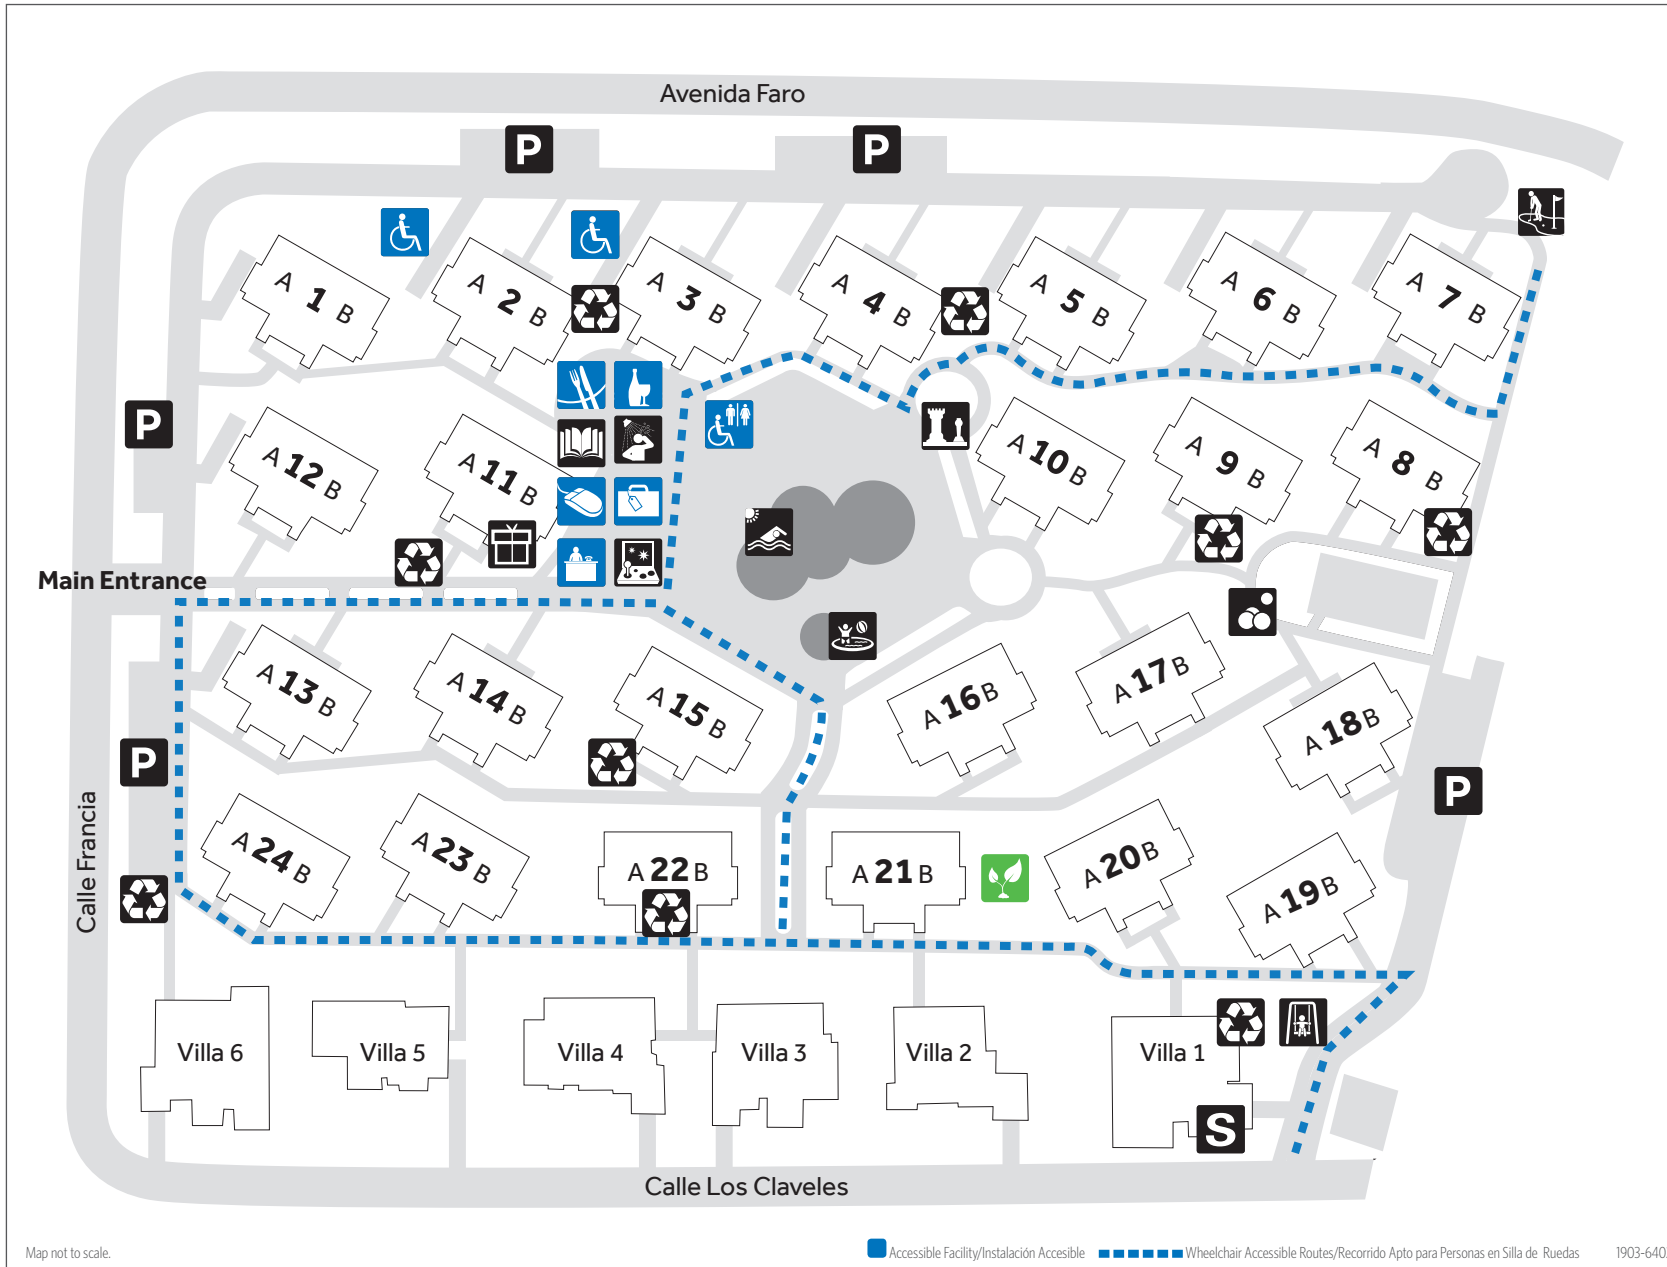 Avenida Faro
P
P
A 1 B
A 2 B
A 3 B
A 4 B
A 5 B
A 6 B
A 7 B
P
A 12 B
A 11 B
A 10 B
A 9 B
A 8 B
Main Entrance
A 13 B
A 14 B
A 15 B
A 16 B
A 17 B
A 18 B
P
P
Calle Francia
A 24 B
A 23 B
A 22 B
A 21 B
A 20 B
A 19 B
Villa 6
Villa 5
Villa 4
Villa 3
Villa 2
Villa 1
S
Calle Los Claveles
Map not to scale.
Accessible Facility/Instalación Accesible
Wheelchair Accessible Routes/Recorrido Apto para Personas en Silla de Ruedas